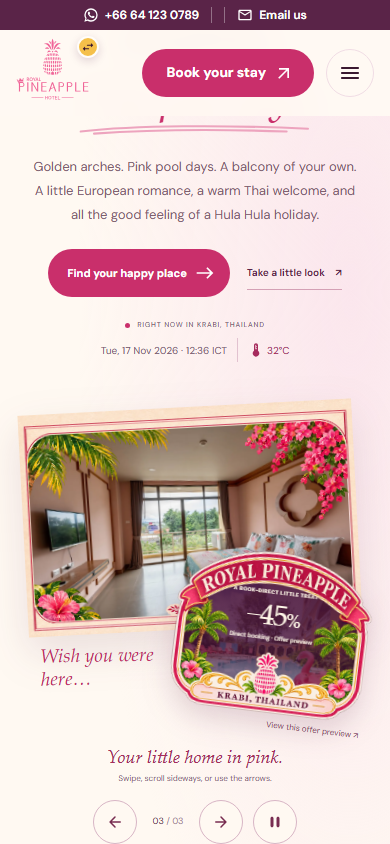 +66 64 123 0789
Email us
ROYAL
PINEAPPLE
HOTEL
Book your stay
Golden arches. Pink pool days. A balcony of your own.
A little European romance, a warm Thai welcome, and
all the good feeling of a Hula Hula holiday.
Find your happy place
Take a little look
RIGHT NOW IN KRABI, THAILAND
Tue, 17 Nov 2026 · 12:36 ICT
32°C
ROYAL PINEAPPLE
A BOOK-DIRECT LITTLE TREAT
–45%
Direct booking · Offer preview
KRABI, THAILAND
Wish you were
here…
View this offer preview
Your little home in pink.
Swipe, scroll sideways, or use the arrows.
03 / 03